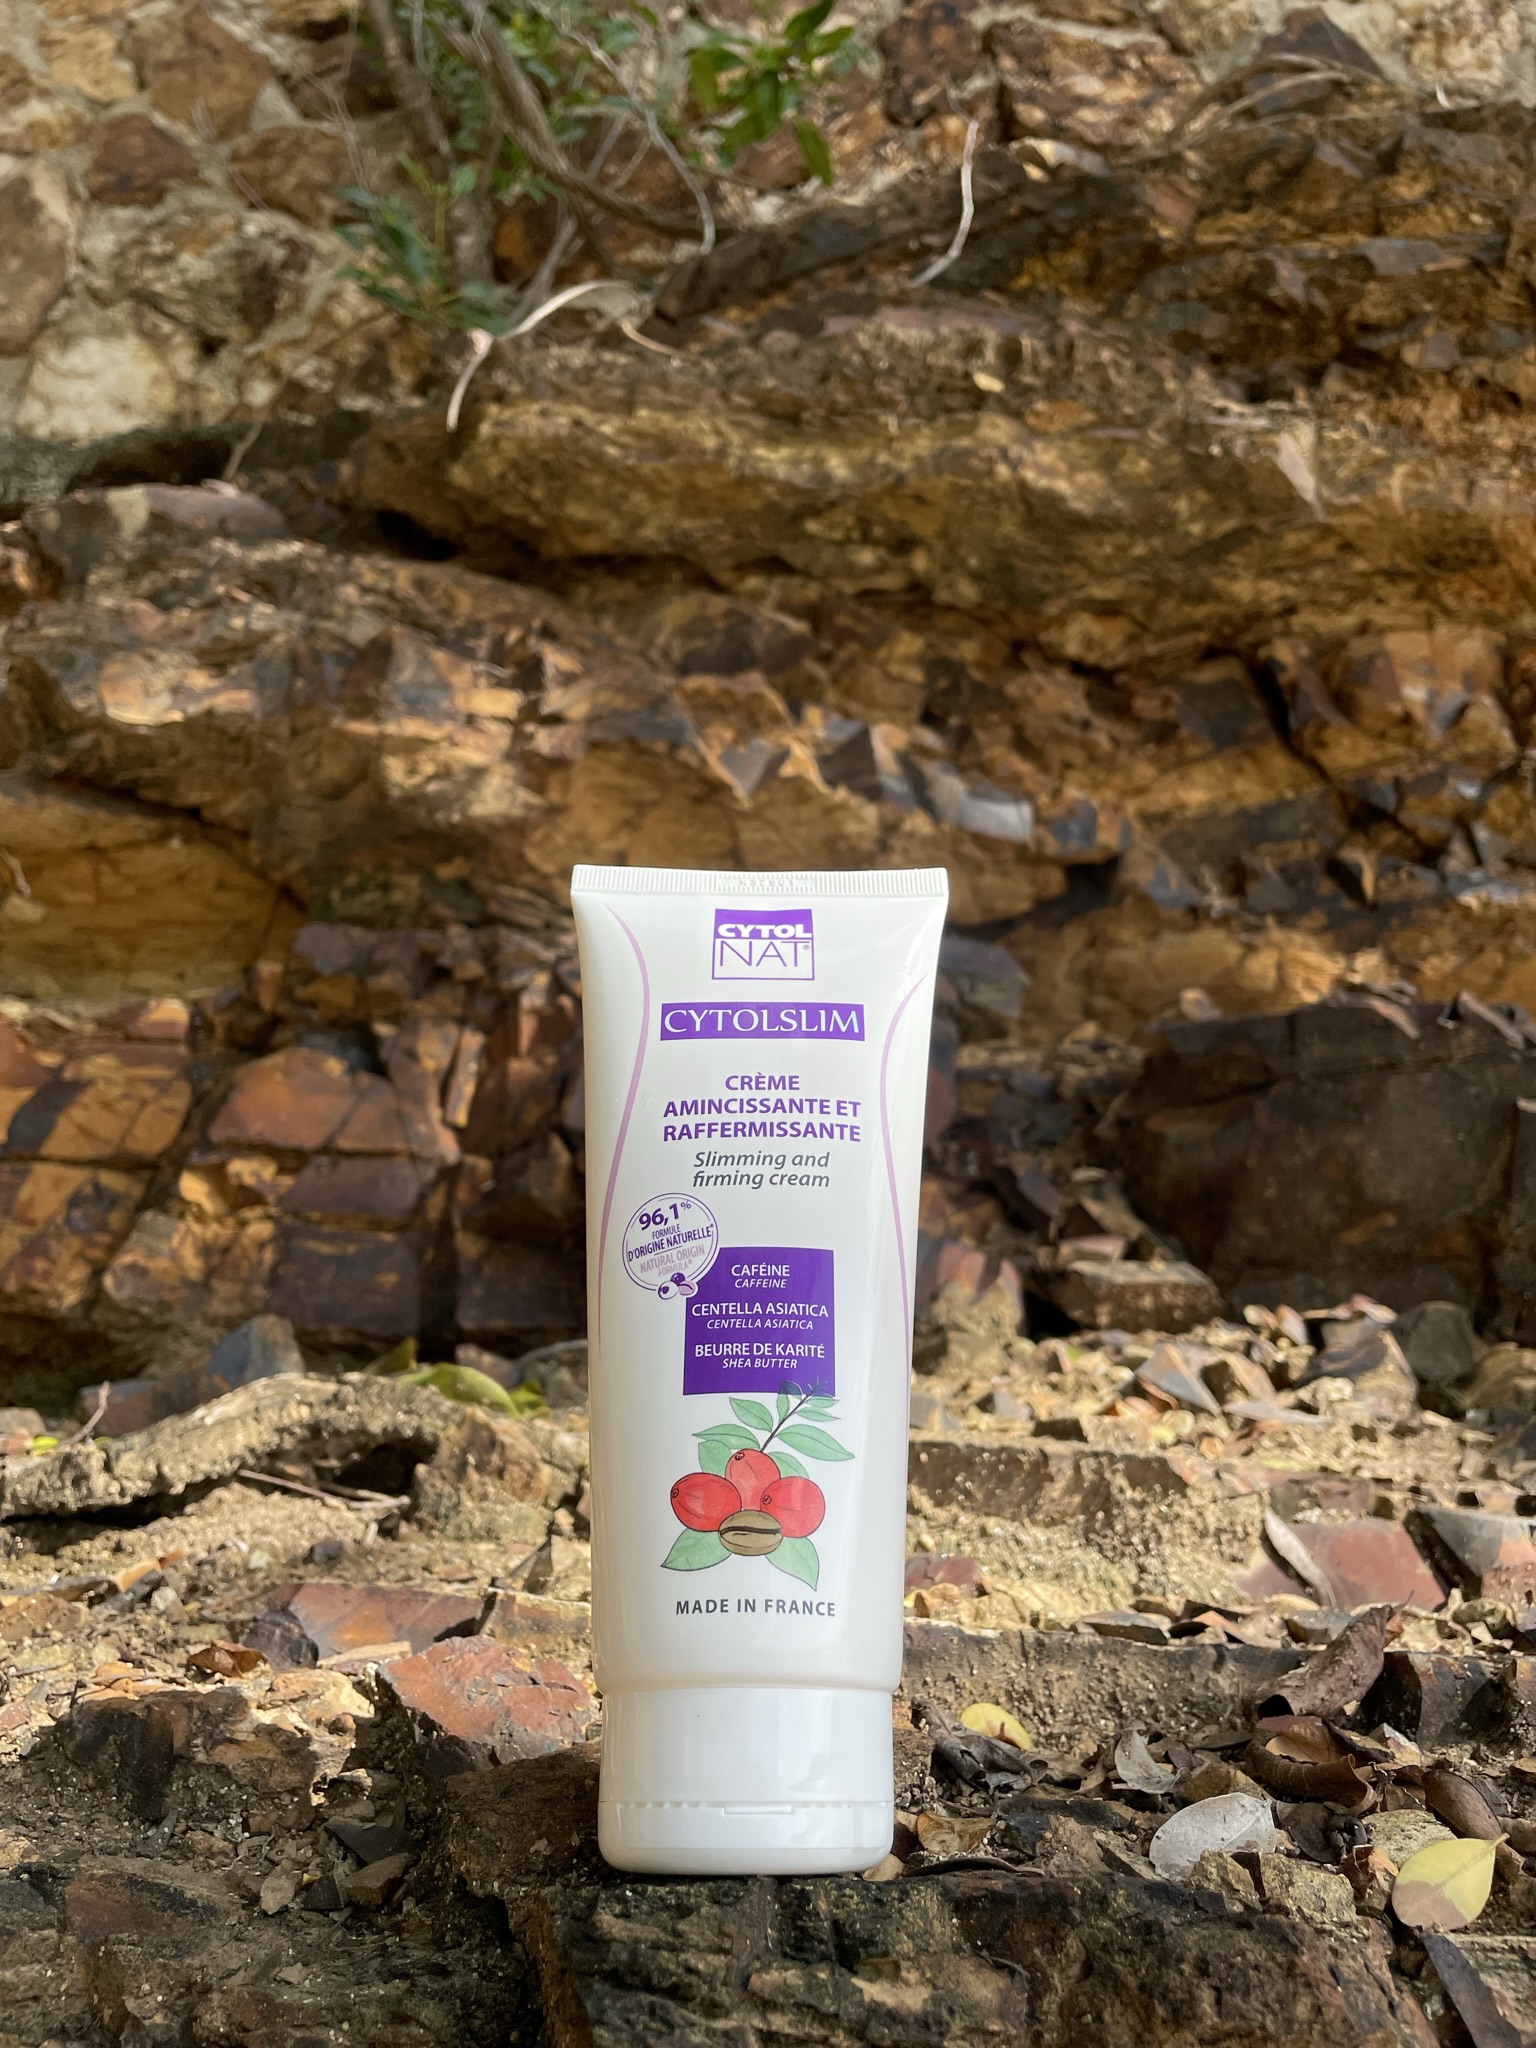 CYTOL
NAT®
CYTOLSLIM
CRÈME
AMINCISSANTE ET
RAFFERMISSANTE
Slimming and
firming cream
96,1%
FORMULE
D'ORIGINE NATURELLE*
NATURAL ORIGIN
FORMULA*
CAFÉINE
CAFFEINE
CENTELLA ASIATICA
CENTELLA ASIATICA
BEURRE DE KARITÉ
SHEA BUTTER
MADE IN FRANCE